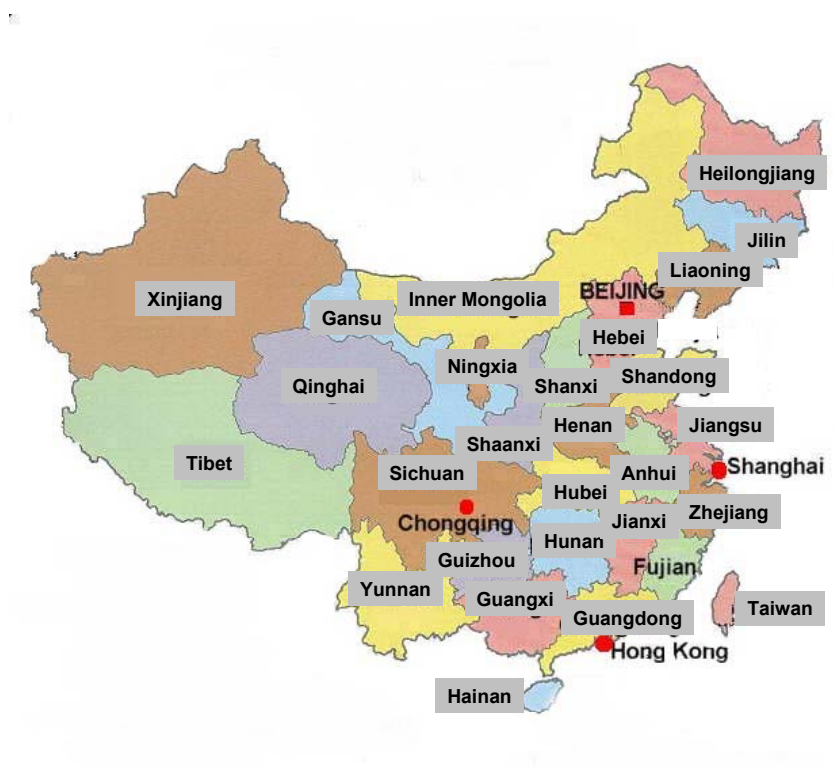 Heilongjiang
Jilin
Liaoning
BEIJING
Xinjiang
Inner Mongolia
Gansu
Hebei
Ningxia
Shanxi
Shandong
Qinghai
Henan
Jiangsu
Shaanxi
Tibet
Sichuan
Anhui
Shanghai
Hubei
Chongqing
Jianxi
Zhejiang
Hunan
Guizhou
Fujian
Yunnan
Guangxi
Guangdong
Taiwan
Hong Kong
Hainan